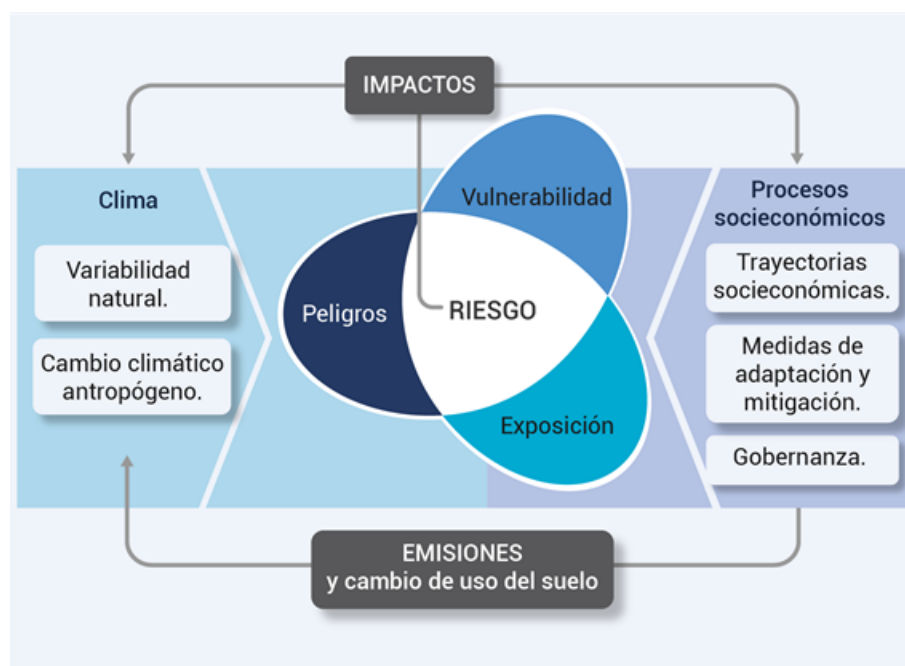 IMPACTOS
Clima
Variabilidad
natural.
Cambio climático
antropógeno.
Vulnerabilidad
Peligros
RIESGO
Exposición
Procesos
socieconómicos
Trayectorias
socieconómicas.
Medidas de
adaptación y
mitigación.
Gobernanza.
EMISIONES
y cambio de uso del suelo